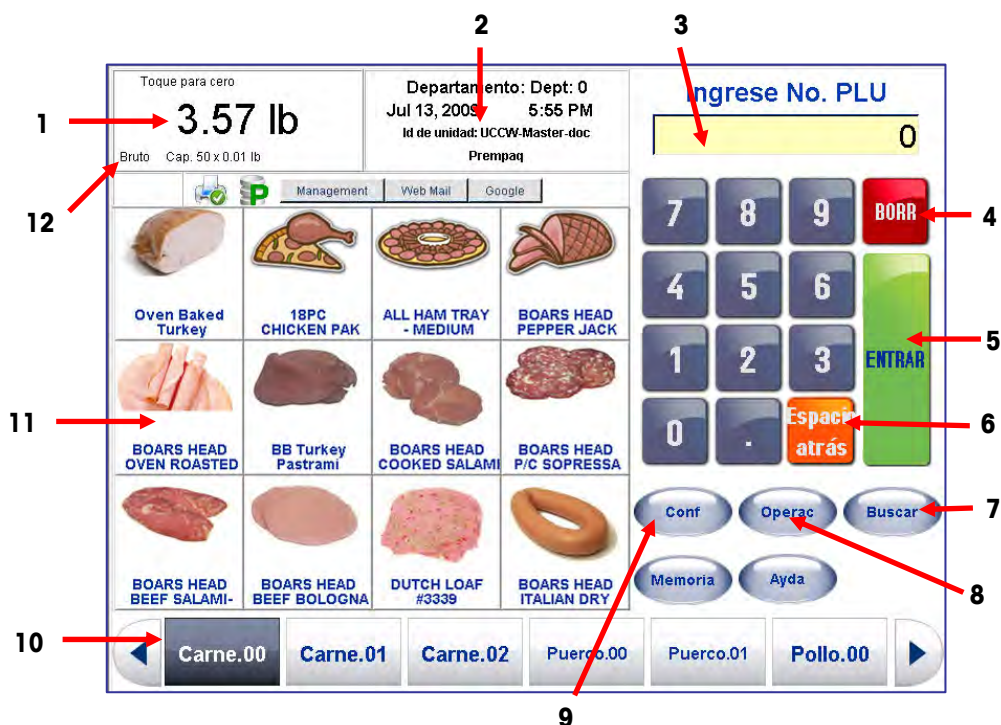 1
2
3
Toque para cero
3.57 lb
Bruto Cap. 50 x 0.01 lb
12
Departamento: Dept: 0
Jul 13, 2009 5:55 PM
Id de unidad: UCCW-Master-doc
Prempaq
Ingrese No. PLU
0
P
Management Web Mail Google
7 8 9 BORR
4
4 5 6
5
1 2 3 ENTRAR
0 . Espacio
atrás
6
Oven Baked
Turkey
18PC
CHICKEN PAK
ALL HAM TRAY
- MEDIUM
BOARS HEAD
PEPPER JACK
11
BOARS HEAD
OVEN ROASTED
BB Turkey
Pastrami
BOARS HEAD
COOKED SALAMI
BOARS HEAD
P/C SOPRESSA
BOARS HEAD
BEEF SALAMI-
BOARS HEAD
BEEF BOLOGNA
DUTCH LOAF
#3339
BOARS HEAD
ITALIAN DRY
Conf Operac Buscar
7
Memoria Ayda
8
10
Carne.00 Carne.01 Carne.02 Puerco.00 Puerco.01 Pollo.00
9